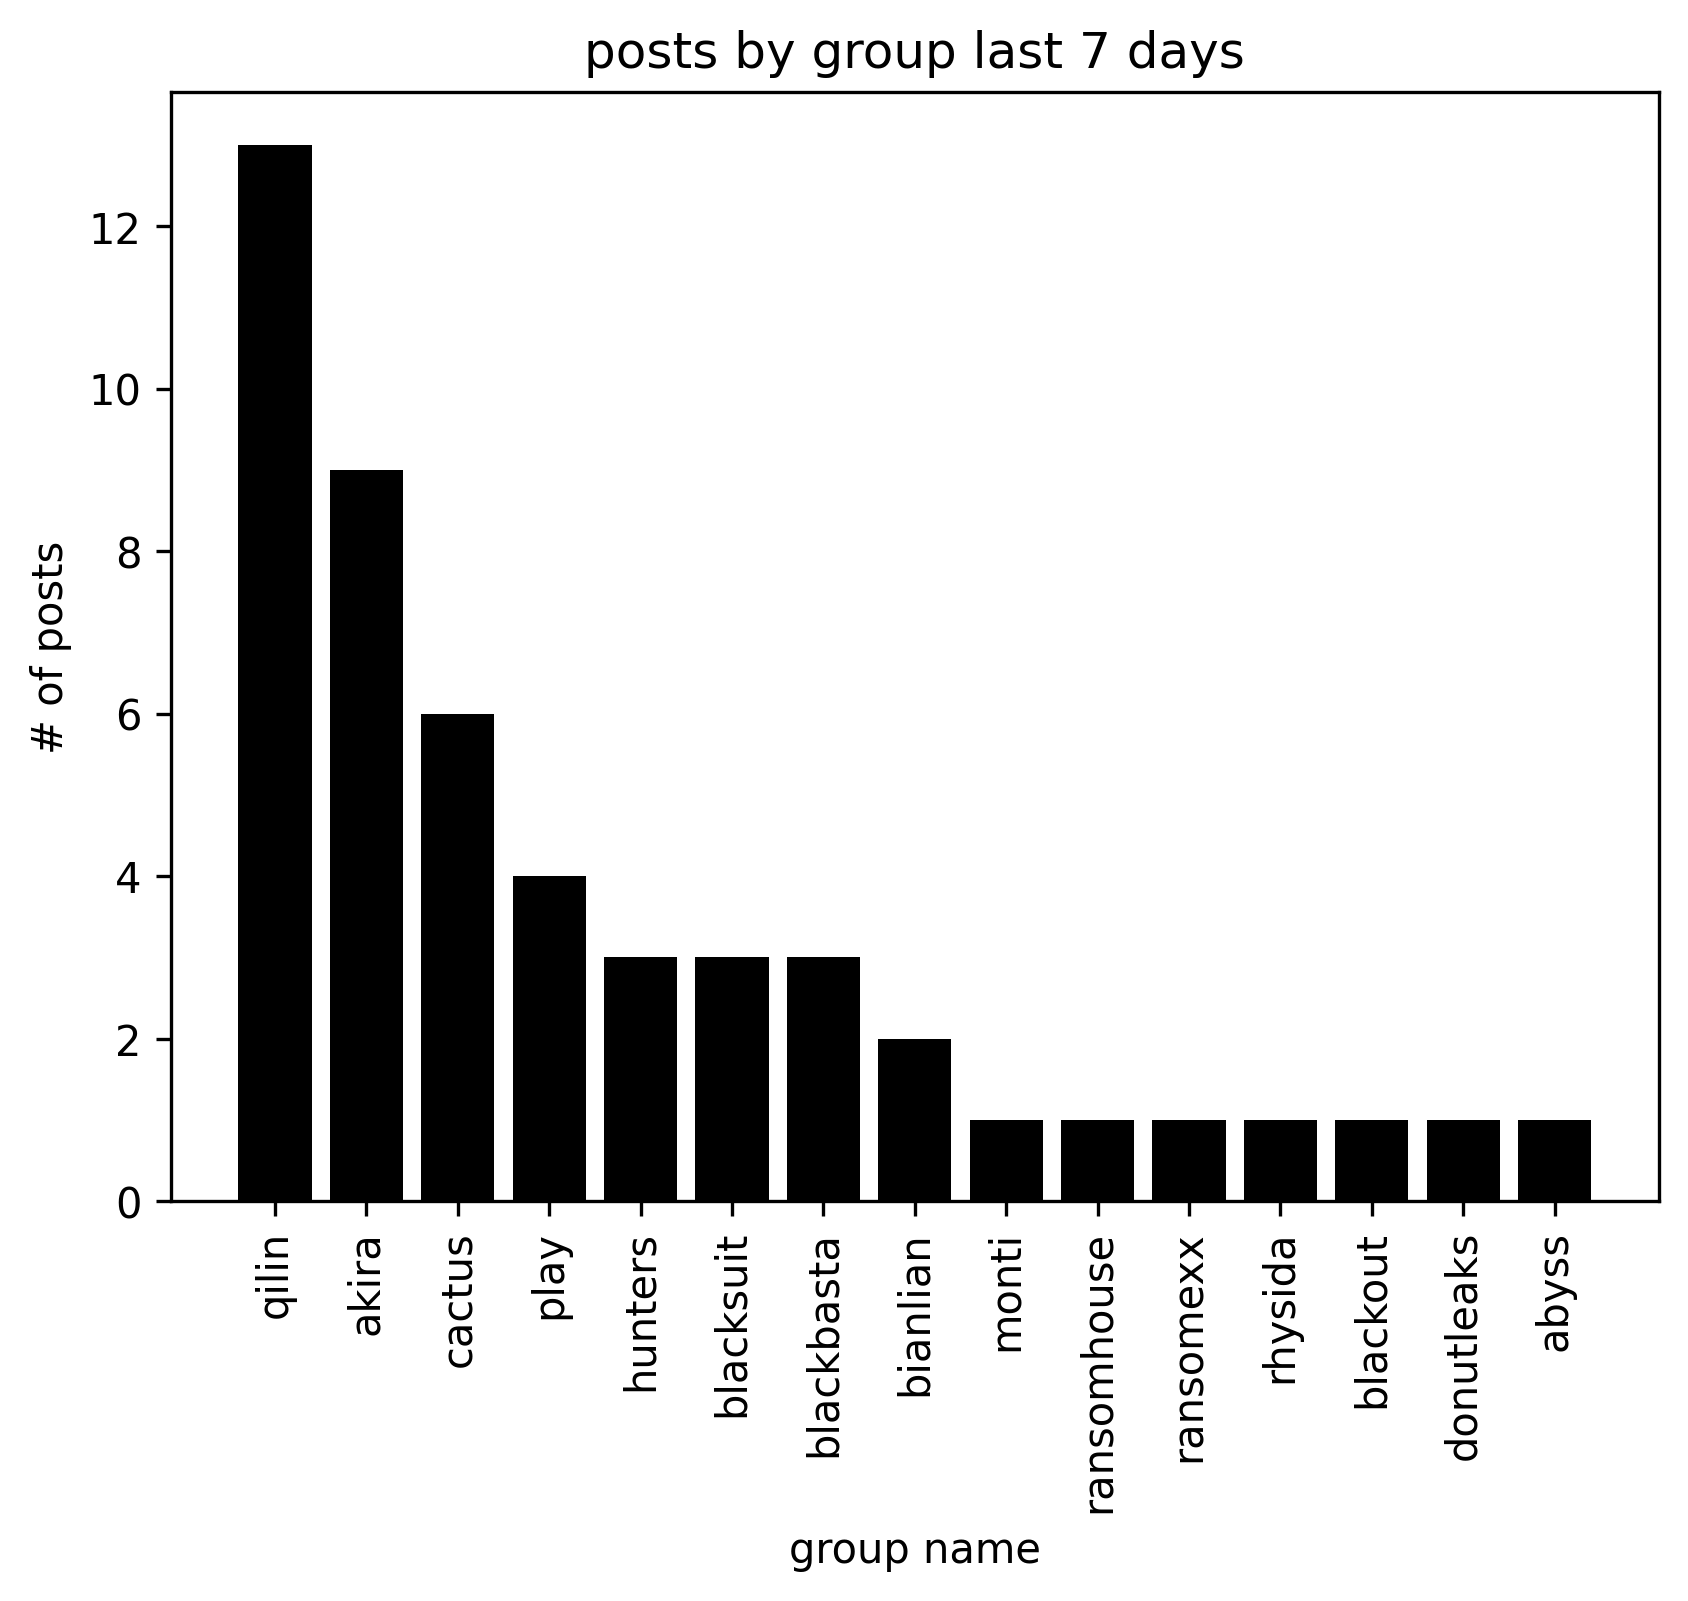 posts by group last 7 days
# of posts
12
10
8
6
4
2
0
qilin
akira
cactus
play
hunters
blacksuit
blackbasta
bianlian
monti
ransomhouse
ransomexx
rhysida
blackout
donutleaks
abyss
group name